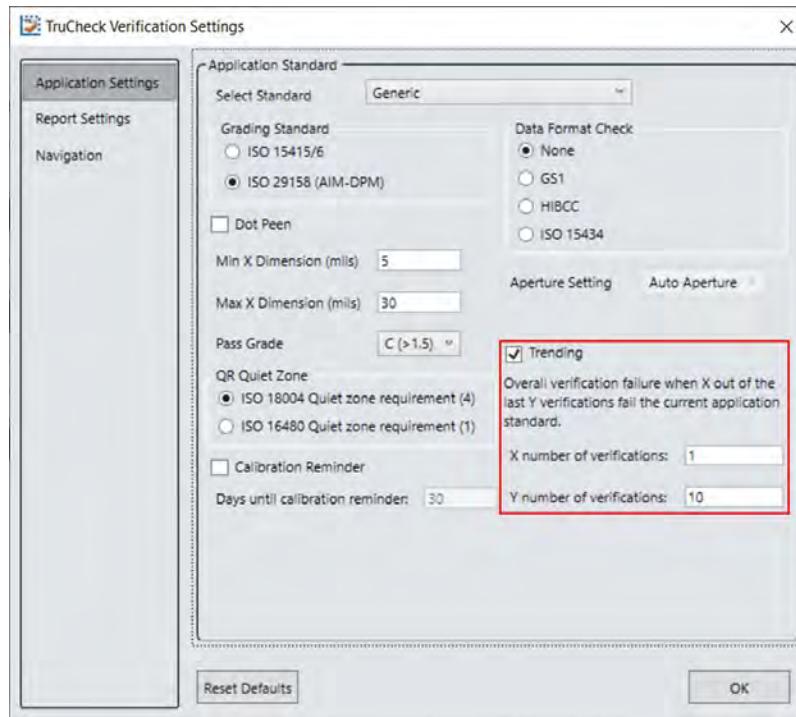 TruCheck Verification Settings
Application Settings
Report Settings
Navigation
Application Standard
Select Standard Generic
Grading Standard
ISO 15415/6
ISO 29158 (AIM-DPM)
Data Format Check
None
GS1
HIBCC
ISO 15434
Dot Peen
Min X Dimension (mils) 5
Max X Dimension (mils) 30
Aperture Setting Auto Aperture
Pass Grade C (>1.5)
QR Quiet Zone
ISO 18004 Quiet zone requirement (4)
ISO 16480 Quiet zone requirement (1)
Calibration Reminder
Days until calibration reminder: 30
Trending
Overall verification failure when X out of the
last Y verifications fail the current application
standard.
X number of verifications: 1
Y number of verifications: 10
Reset Defaults
OK